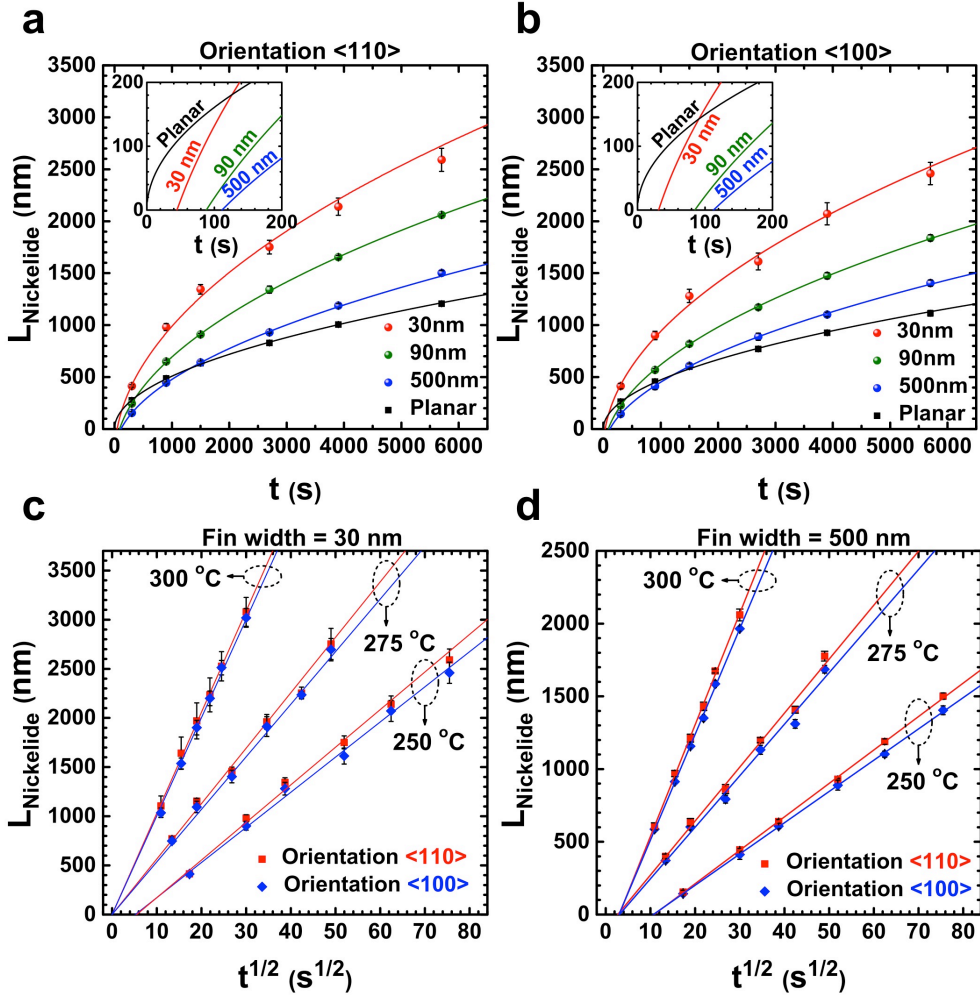 a
Orientation <110>
L_Nickelide (nm)
3500
3000
2500
2000
1500
1000
500
0
200
100
0
Planar
30 nm
90 nm
500 nm
0 100 200
t (s)
30nm
90nm
500nm
Planar
0 1000 2000 3000 4000 5000 6000
t (s)
b
Orientation <100>
L_Nickelide (nm)
3500
3000
2500
2000
1500
1000
500
0
200
100
0
Planar
30 nm
90 nm
500 nm
0 100 200
t (s)
30nm
90nm
500nm
Planar
0 1000 2000 3000 4000 5000 6000
t (s)
c
Fin width = 30 nm
L_Nickelide (nm)
3500
3000
2500
2000
1500
1000
500
0
300 °C
275 °C
250 °C
Orientation <110>
Orientation <100>
0 10 20 30 40 50 60 70 80
t^1/2 (s^1/2)
d
Fin width = 500 nm
L_Nickelide (nm)
2500
2000
1500
1000
500
0
300 °C
275 °C
250 °C
Orientation <110>
Orientation <100>
0 10 20 30 40 50 60 70 80
t^1/2 (s^1/2)